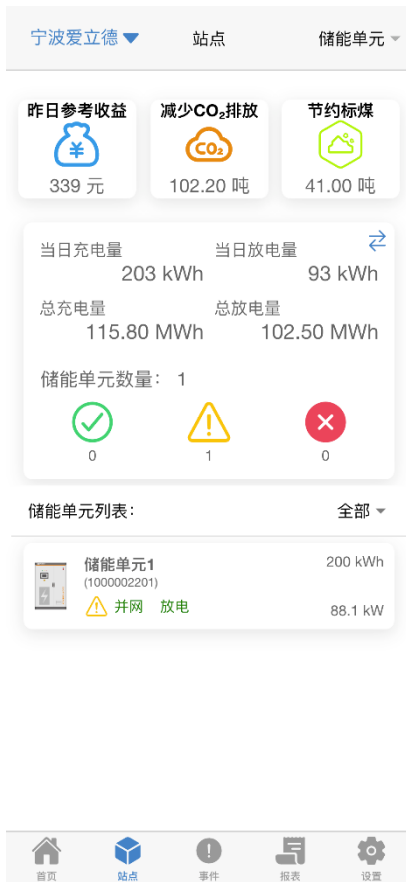 宁波爱立德 站点 储能单元
昨日参考收益 减少CO₂排放 节约标煤
¥ CO₂
339 元 102.20 吨 41.00 吨
当日充电量 当日放电量
203 kWh 93 kWh
总充电量 总放电量
115.80 MWh 102.50 MWh
储能单元数量： 1
0 1 0
储能单元列表: 全部
储能单元1 200 kWh
(1000002201)
并网 放电 88.1 kW
首页 站点 事件 报表 设置